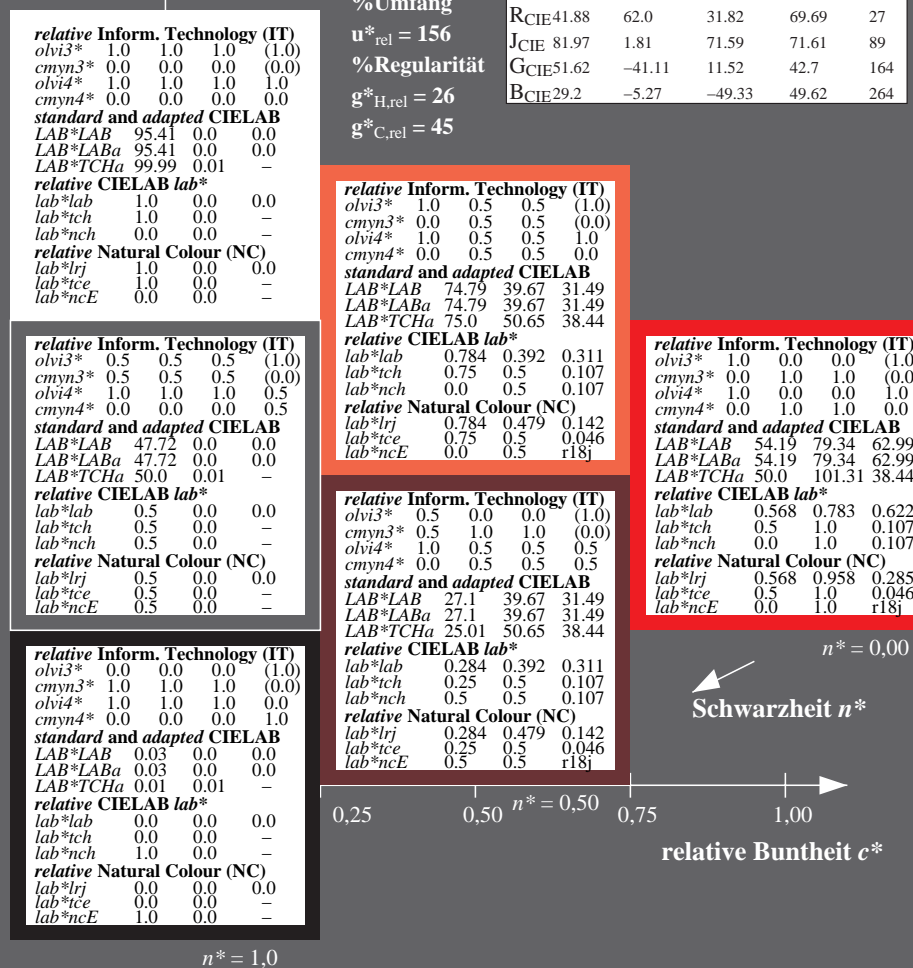 %Umfang
u*rel = 156
%Regularität
g*H,rel = 26
g*C,rel = 45
RCIE 41.88 62.0 31.82 69.69 27
JCIE 81.97 1.81 71.59 71.61 89
GCIE 51.62 −41.11 11.52 42.7 164
BCIE 29.2 −5.27 −49.33 49.62 264
relative Inform. Technology (IT)
olvi3* 1.0 1.0 1.0 (1.0)
cmyn3* 0.0 0.0 0.0 (0.0)
olvi4* 1.0 1.0 1.0 1.0
cmyn4* 0.0 0.0 0.0 0.0
standard and adapted CIELAB
LAB*LAB 95.41 0.0 0.0
LAB*LABa 95.41 0.0 0.0
LAB*TCHa 99.99 0.01 –
relative CIELAB lab*
lab*lab 1.0 0.0 0.0
lab*tch 1.0 0.0 –
lab*nch 0.0 0.0 –
relative Natural Colour (NC)
lab*lrj 1.0 0.0 0.0
lab*tce 1.0 0.0 –
lab*ncE 0.0 0.0 –
relative Inform. Technology (IT)
olvi3* 1.0 0.5 0.5 (1.0)
cmyn3* 0.0 0.5 0.5 (0.0)
olvi4* 1.0 0.5 0.5 1.0
cmyn4* 0.0 0.5 0.5 0.0
standard and adapted CIELAB
LAB*LAB 74.79 39.67 31.49
LAB*LABa 74.79 39.67 31.49
LAB*TCHa 75.0 50.65 38.44
relative CIELAB lab*
lab*lab 0.784 0.392 0.311
lab*tch 0.75 0.5 0.107
lab*nch 0.0 0.5 0.107
relative Natural Colour (NC)
lab*lrj 0.784 0.479 0.142
lab*tce 0.75 0.5 0.046
lab*ncE 0.0 0.5 r18j
relative Inform. Technology (IT)
olvi3* 0.5 0.5 0.5 (1.0)
cmyn3* 0.5 0.5 0.5 (0.0)
olvi4* 1.0 1.0 1.0 0.5
cmyn4* 0.0 0.0 0.0 0.5
standard and adapted CIELAB
LAB*LAB 47.72 0.0 0.0
LAB*LABa 47.72 0.0 0.0
LAB*TCHa 50.0 0.01 –
relative CIELAB lab*
lab*lab 0.5 0.0 0.0
lab*tch 0.5 0.0 –
lab*nch 0.5 0.0 –
relative Natural Colour (NC)
lab*lrj 0.5 0.0 0.0
lab*tce 0.5 0.0 –
lab*ncE 0.5 0.0 –
relative Inform. Technology (IT)
olvi3* 1.0 0.0 0.0 (1.0
cmyn3* 0.0 1.0 1.0 (0.0
olvi4* 1.0 0.0 0.0 1.0
cmyn4* 0.0 1.0 1.0 0.0
standard and adapted CIELAB
LAB*LAB 54.19 79.34 62.99
LAB*LABa 54.19 79.34 62.99
LAB*TCHa 50.0 101.31 38.44
relative CIELAB lab*
lab*lab 0.568 0.783 0.622
lab*tch 0.5 1.0 0.107
lab*nch 0.0 1.0 0.107
relative Natural Colour (NC)
lab*lrj 0.568 0.958 0.285
lab*tce 0.5 1.0 0.046
lab*ncE 0.0 1.0 r18j
relative Inform. Technology (IT)
olvi3* 0.5 0.0 0.0 (1.0)
cmyn3* 0.5 1.0 1.0 (0.0)
olvi4* 1.0 0.5 0.5 0.5
cmyn4* 0.0 0.5 0.5 0.5
standard and adapted CIELAB
LAB*LAB 27.1 39.67 31.49
LAB*LABa 27.1 39.67 31.49
LAB*TCHa 25.01 50.65 38.44
relative CIELAB lab*
lab*lab 0.284 0.392 0.311
lab*tch 0.25 0.5 0.107
lab*nch 0.5 0.5 0.107
relative Natural Colour (NC)
lab*lrj 0.284 0.479 0.142
lab*tce 0.25 0.5 0.046
lab*ncE 0.5 0.5 r18j
n* = 0,00
Schwarzheit n*
relative Inform. Technology (IT)
olvi3* 0.0 0.0 0.0 (1.0)
cmyn3* 1.0 1.0 1.0 (0.0)
olvi4* 1.0 1.0 1.0 0.0
cmyn4* 0.0 0.0 0.0 1.0
standard and adapted CIELAB
LAB*LAB 0.03 0.0 0.0
LAB*LABa 0.03 0.0 0.0
LAB*TCHa 0.01 0.01 –
relative CIELAB lab*
lab*lab 0.0 0.0 0.0
lab*tch 0.0 0.0 –
lab*nch 1.0 0.0 –
relative Natural Colour (NC)
lab*lrj 0.0 0.0 0.0
lab*tce 0.0 0.0 –
lab*ncE 1.0 0.0 –
0,25 0,50 n* = 0,50 0,75 1,00
relative Buntheit c*
n* = 1,0